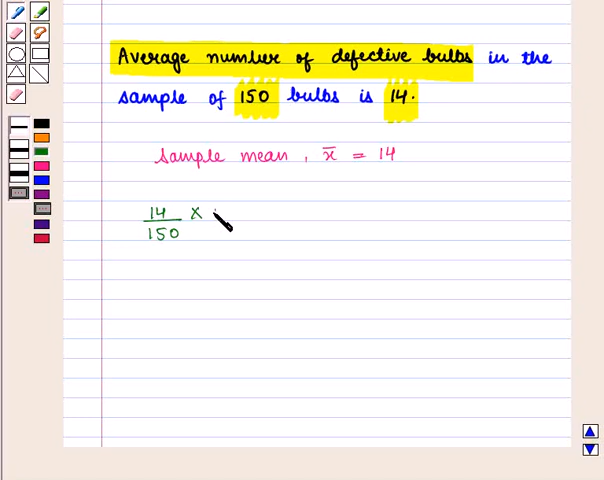 Average number of defective bulbs in the
sample of 150 bulbs is 14.
Sample mean, x̄ = 14
14/150 ×